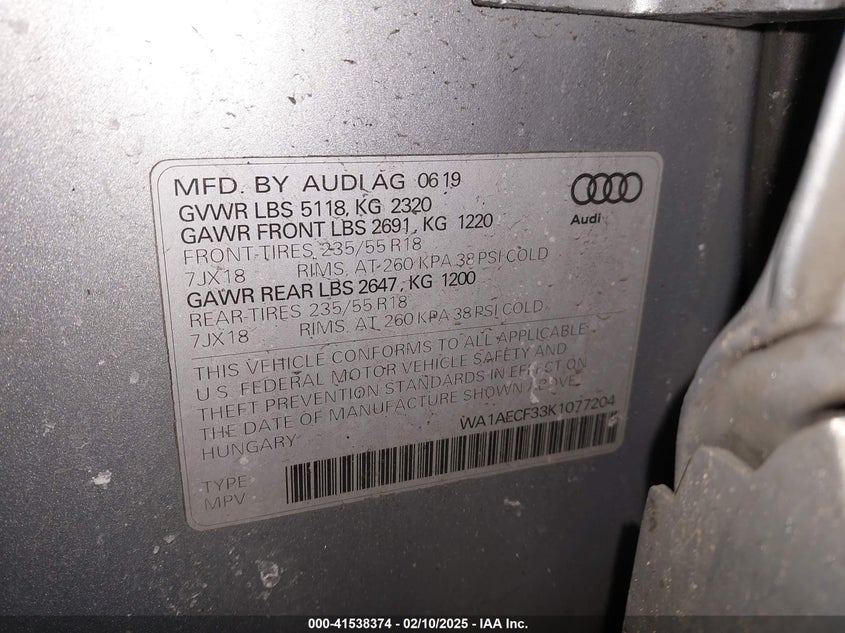 MFD. BY AUDI AG 0619
GVWR LBS 5118, KG 2320
GAWR FRONT LBS 2691, KG 1220
FRONT-TIRES 235/55 R18
7JX18 RIMS, AT 260 KPA 38 PSI COLD
GAWR REAR LBS 2647, KG 1200
REAR-TIRES 235/55 R18
7JX18 RIMS, AT 260 KPA 38 PSI COLD
THIS VEHICLE CONFORMS TO ALL APPLICABLE
U.S. FEDERAL MOTOR VEHICLE SAFETY AND
THEFT PREVENTION STANDARDS IN EFFECT ON
THE DATE OF MANUFACTURE SHOWN ABOVE.
HUNGARY WA1AECF33K1077204
TYPE
MPV
Audi
000-41538374 — 02/10/2025 — IAA Inc.